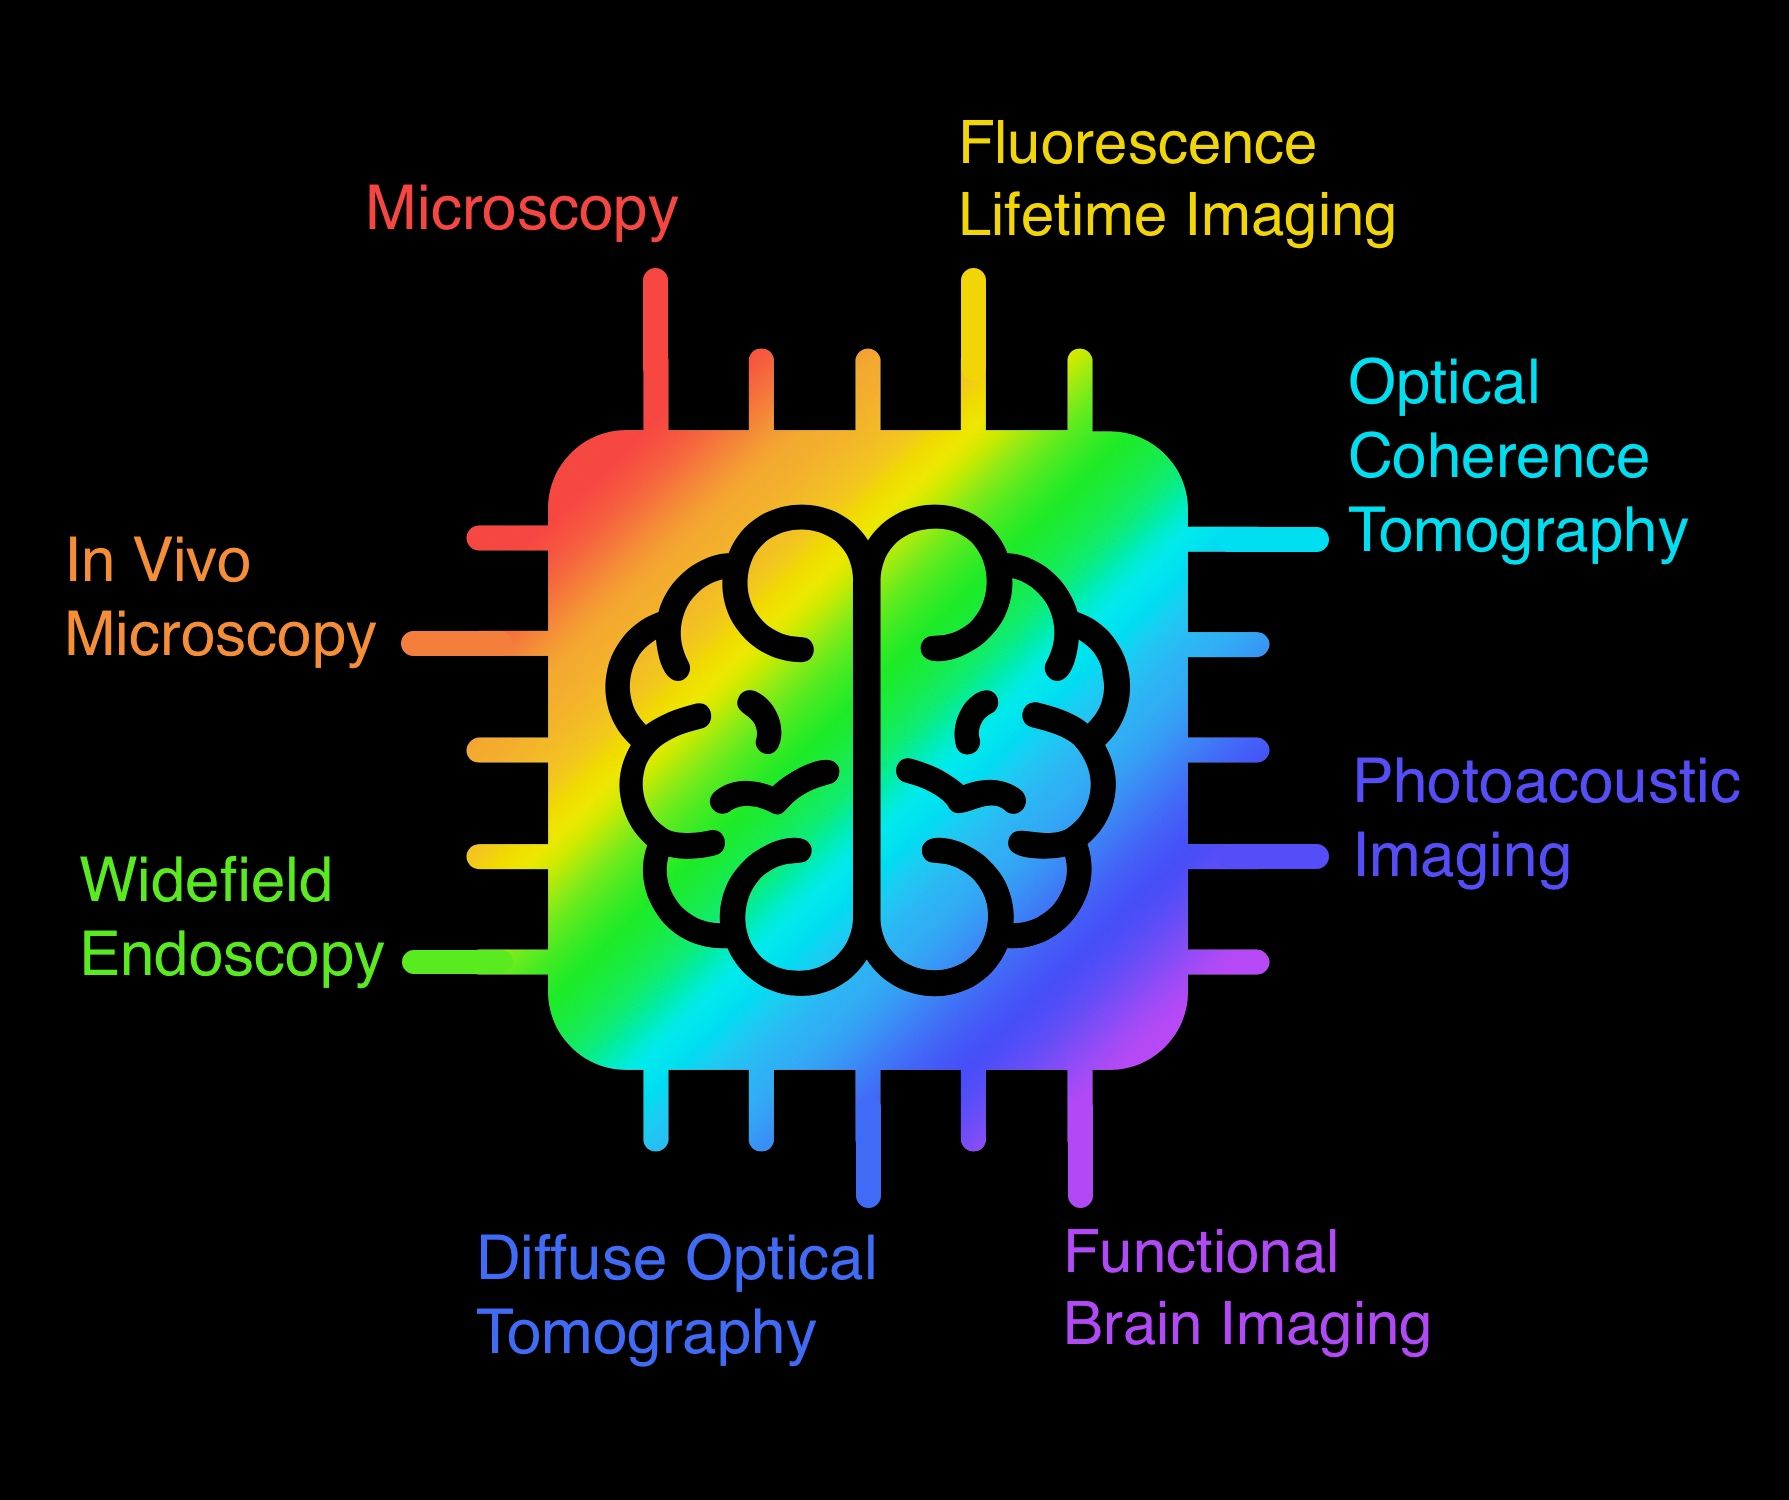 Microscopy
Fluorescence
Lifetime Imaging
Optical
Coherence
Tomography
In Vivo
Microscopy
Photoacoustic
Imaging
Widefield
Endoscopy
Diffuse Optical
Tomography
Functional
Brain Imaging